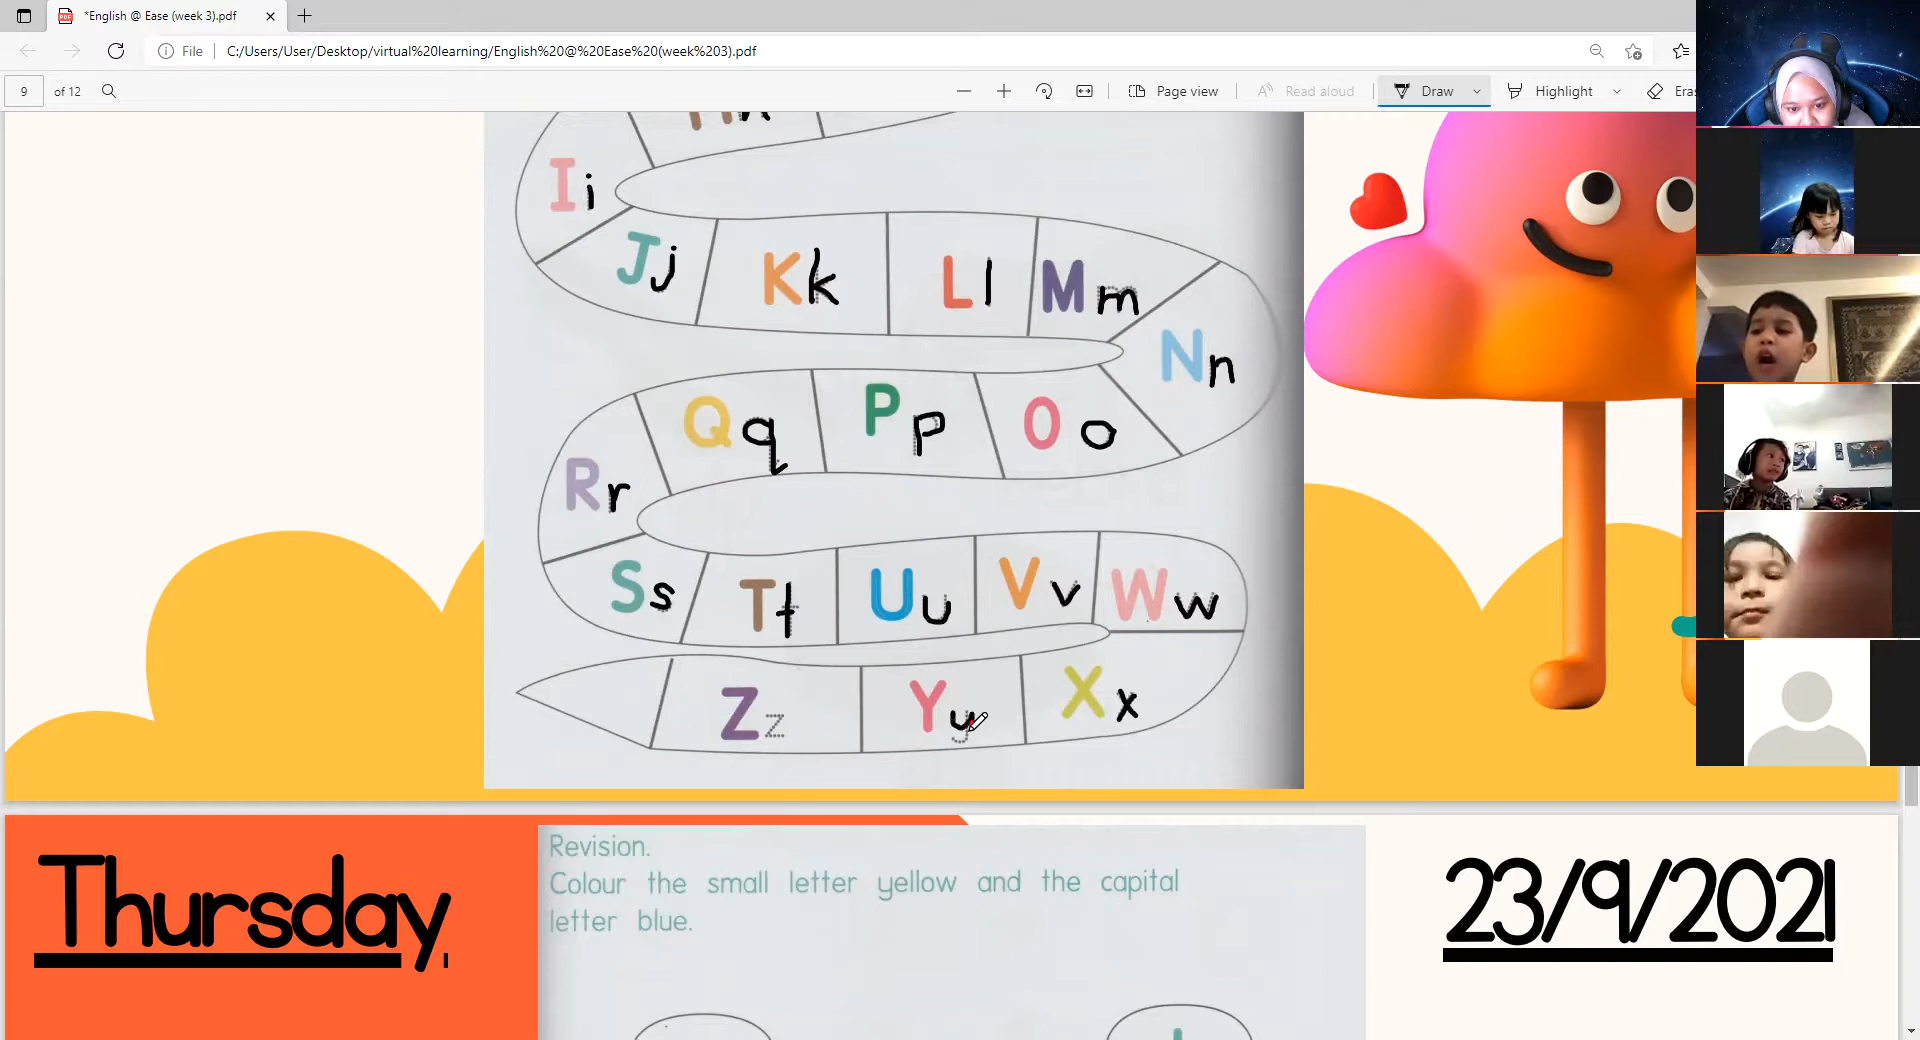 *English @ Ease (week 3).pdf
File
C:/Users/User/Desktop/virtual%20learning/English%20@%20Ease%20(week%203).pdf
9 of 12
Page view
Read aloud
Draw
Highlight
Eras
Ii
Jj Kk Ll Mm
Nn
Qq Pp Oo
Rr
Ss Tt Uu Vv Ww
Zz Yy Xx
Thursday
Revision.
Colour the small letter yellow and the capital
letter blue.
23/9/2021